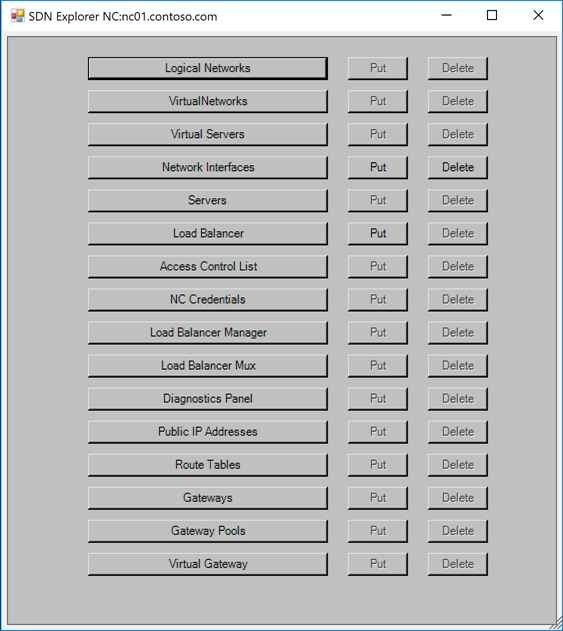 SDN Explorer NC:nc01.contoso.com
Logical Networks Put Delete
VirtualNetworks Put Delete
Virtual Servers Put Delete
Network Interfaces Put Delete
Servers Put Delete
Load Balancer Put Delete
Access Control List Put Delete
NC Credentials Put Delete
Load Balancer Manager Put Delete
Load Balancer Mux Put Delete
Diagnostics Panel Put Delete
Public IP Addresses Put Delete
Route Tables Put Delete
Gateways Put Delete
Gateway Pools Put Delete
Virtual Gateway Put Delete